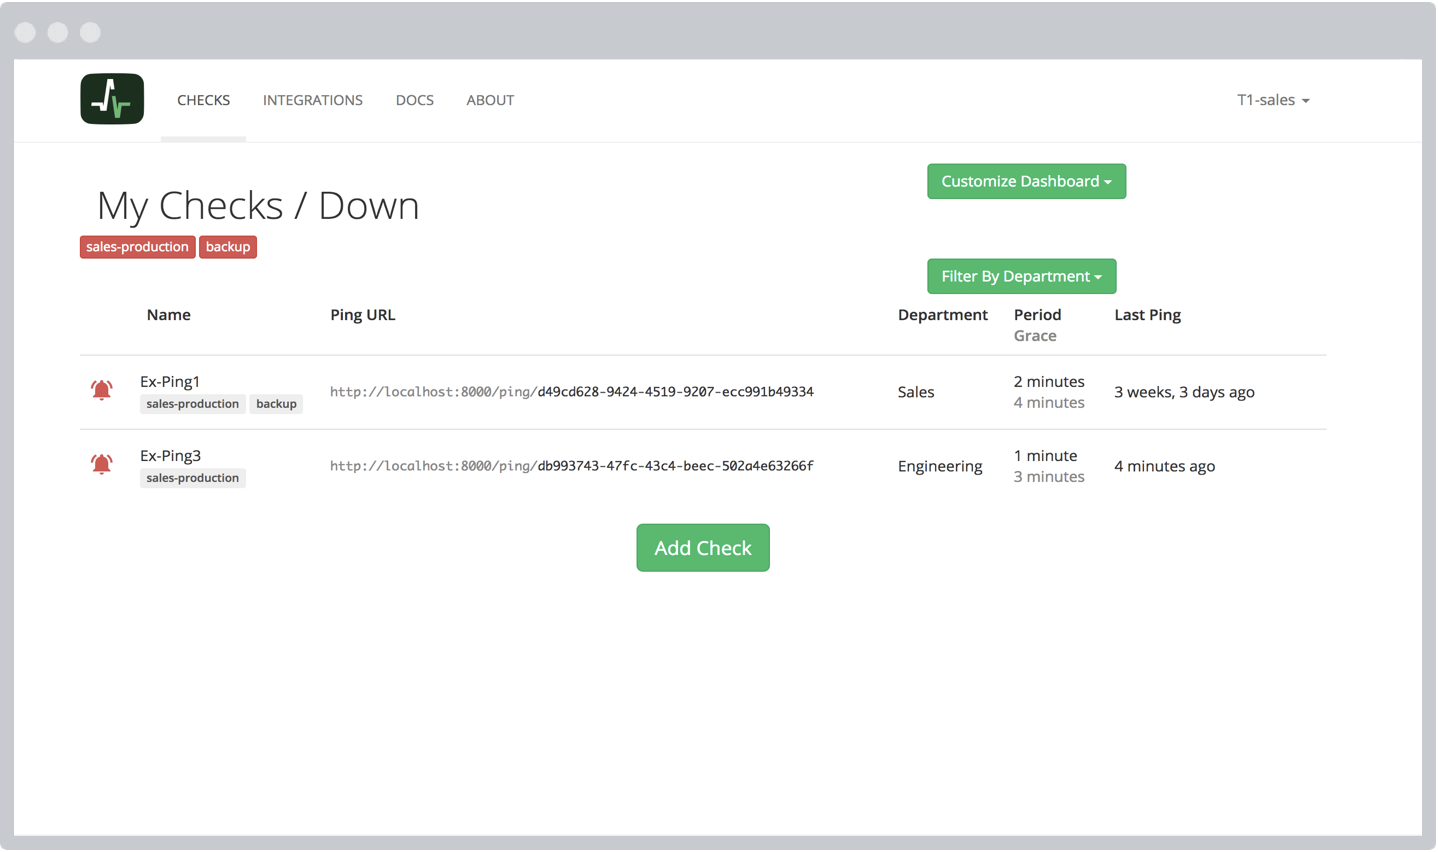 CHECKS INTEGRATIONS DOCS ABOUT T1-sales
Customize Dashboard
My Checks / Down
sales-production backup
Filter By Department
Name Ping URL Department Period Last Ping
Grace
Ex-Ping1
sales-production backup
http://localhost:8000/ping/d49cd628-9424-4519-9207-ecc991b49334
Sales
2 minutes
4 minutes
3 weeks, 3 days ago
Ex-Ping3
sales-production
http://localhost:8000/ping/db993743-47fc-43c4-beec-502a4e63266f
Engineering
1 minute
3 minutes
4 minutes ago
Add Check